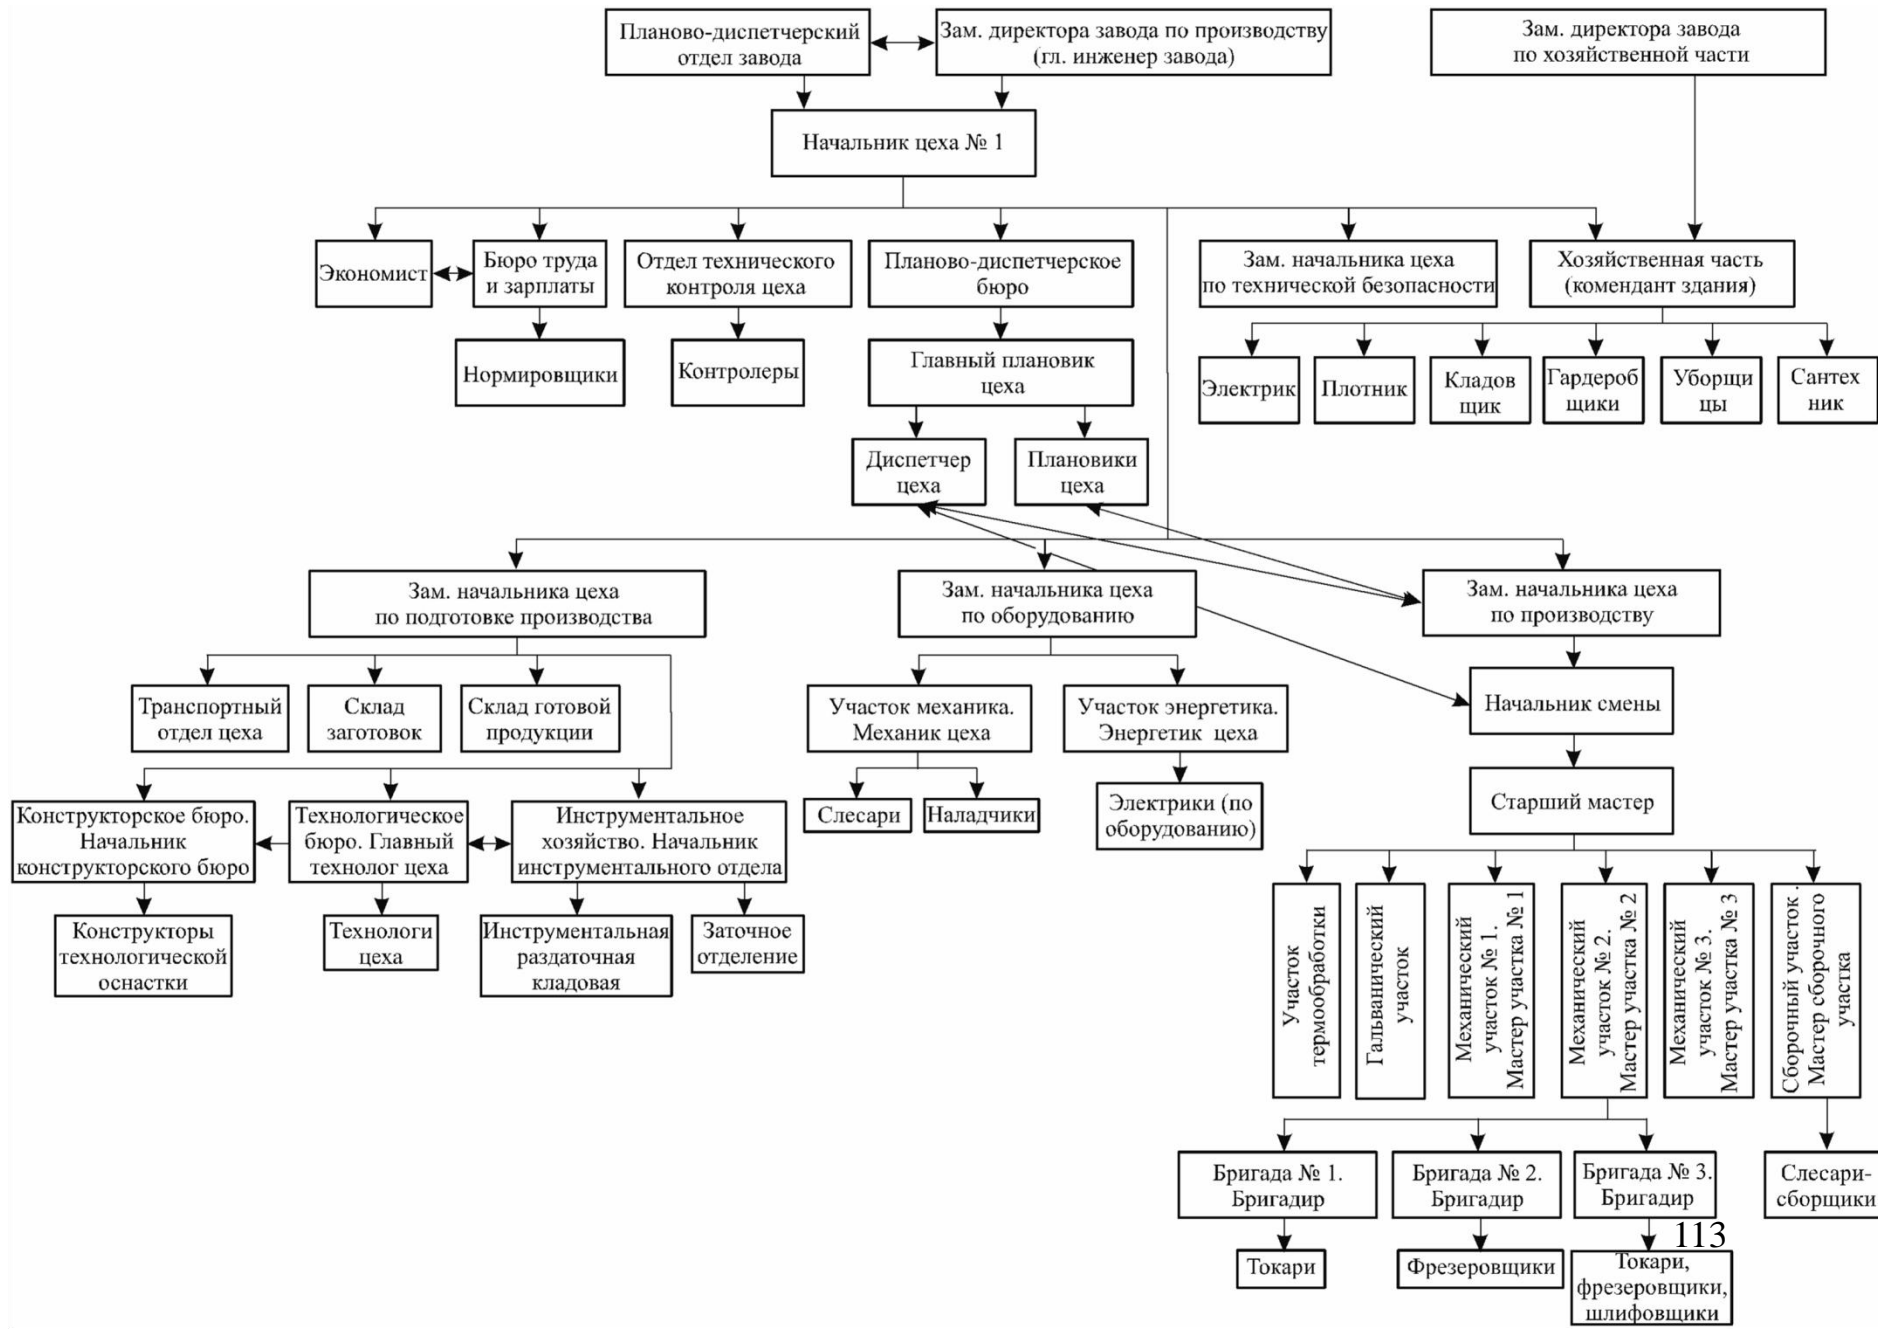 Планово-диспетчерский
отдел завода
Зам. директора завода по производству
(гл. инженер завода)
Зам. директора завода
по хозяйственной части
Начальник цеха № 1
Экономист
Бюро труда
и зарплаты
Отдел технического
контроля цеха
Планово-диспетчерское
бюро
Зам. начальника цеха
по технической безопасности
Хозяйственная часть
(комендант здания)
Нормировщики
Контролеры
Главный плановик
цеха
Электрик
Плотник
Кладов
щик
Гардероб
щики
Уборщи
цы
Сантех
ник
Диспетчер
цеха
Плановики
цеха
Зам. начальника цеха
по подготовке производства
Зам. начальника цеха
по оборудованию
Зам. начальника цеха
по производству
Транспортный
отдел цеха
Склад
заготовок
Склад готовой
продукции
Участок механика.
Механик цеха
Участок энергетика.
Энергетик цеха
Начальник смены
Слесари
Наладчики
Электрики (по
оборудованию)
Старший мастер
Конструкторское бюро.
Начальник
конструкторского бюро
Технологическое
бюро. Главный
технолог цеха
Инструментальное
хозяйство. Начальник
инструментального отдела
Конструкторы
технологической
оснастки
Технологи
цеха
Инструментальная
раздаточная
кладовая
Заточное
отделение
Участок
термообработки
Гальванический
участок
Механический
участок № 1.
Мастер участка № 1
Механический
участок № 2.
Мастер участка № 2
Механический
участок № 3.
Мастер участка № 3
Сборочный участок .
Мастер сборочного
участка
Бригада № 1.
Бригадир
Бригада № 2.
Бригадир
Бригада № 3.
Бригадир
Слесари-
сборщики
113
Токари
Фрезеровщики
Токари,
фрезеровщики,
шлифовщики